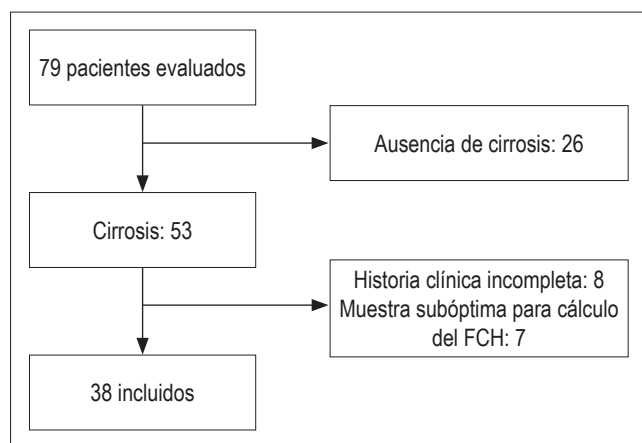 79 pacientes evaluados
Ausencia de cirrosis: 26
Cirrosis: 53
Historia clínica incompleta: 8
Muestra subóptima para cálculo
del FCH: 7
38 incluidos